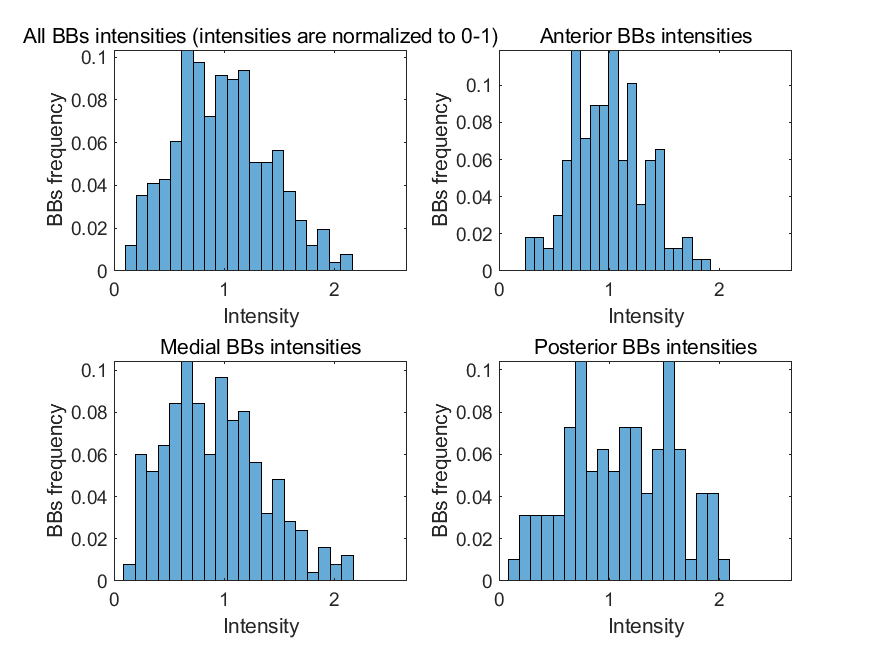 All BBs intensities (intensities are normalized to 0-1)
BBs frequency
0.1
0.08
0.06
0.04
0.02
0
0 1 2
Intensity
Anterior BBs intensities
BBs frequency
0.1
0.08
0.06
0.04
0.02
0
0 1 2
Intensity
Medial BBs intensities
BBs frequency
0.1
0.08
0.06
0.04
0.02
0
0 1 2
Intensity
Posterior BBs intensities
BBs frequency
0.1
0.08
0.06
0.04
0.02
0
0 1 2
Intensity